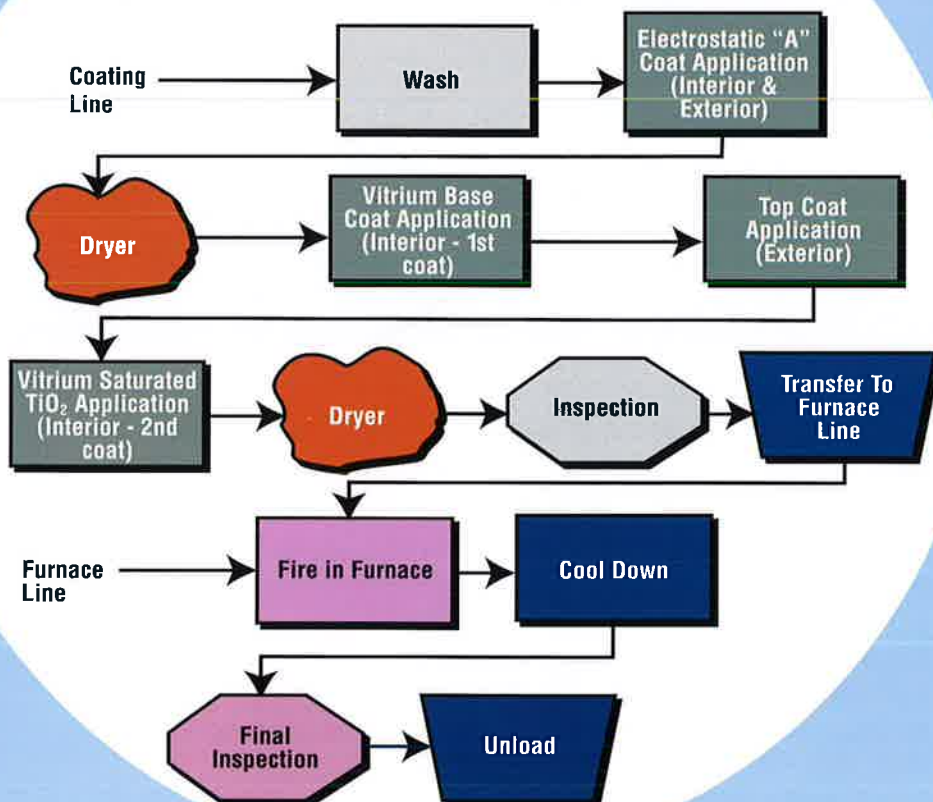 Coating
Line
Wash
Electrostatic “A”
Coat Application
(Interior &
Exterior)
Dryer
Vitrium Base
Coat Application
(Interior - 1st
coat)
Top Coat
Application
(Exterior)
Vitrium Saturated
TiO₂ Application
(Interior - 2nd
coat)
Dryer
Inspection
Transfer To
Furnace
Line
Furnace
Line
Fire in Furnace
Cool Down
Final
Inspection
Unload